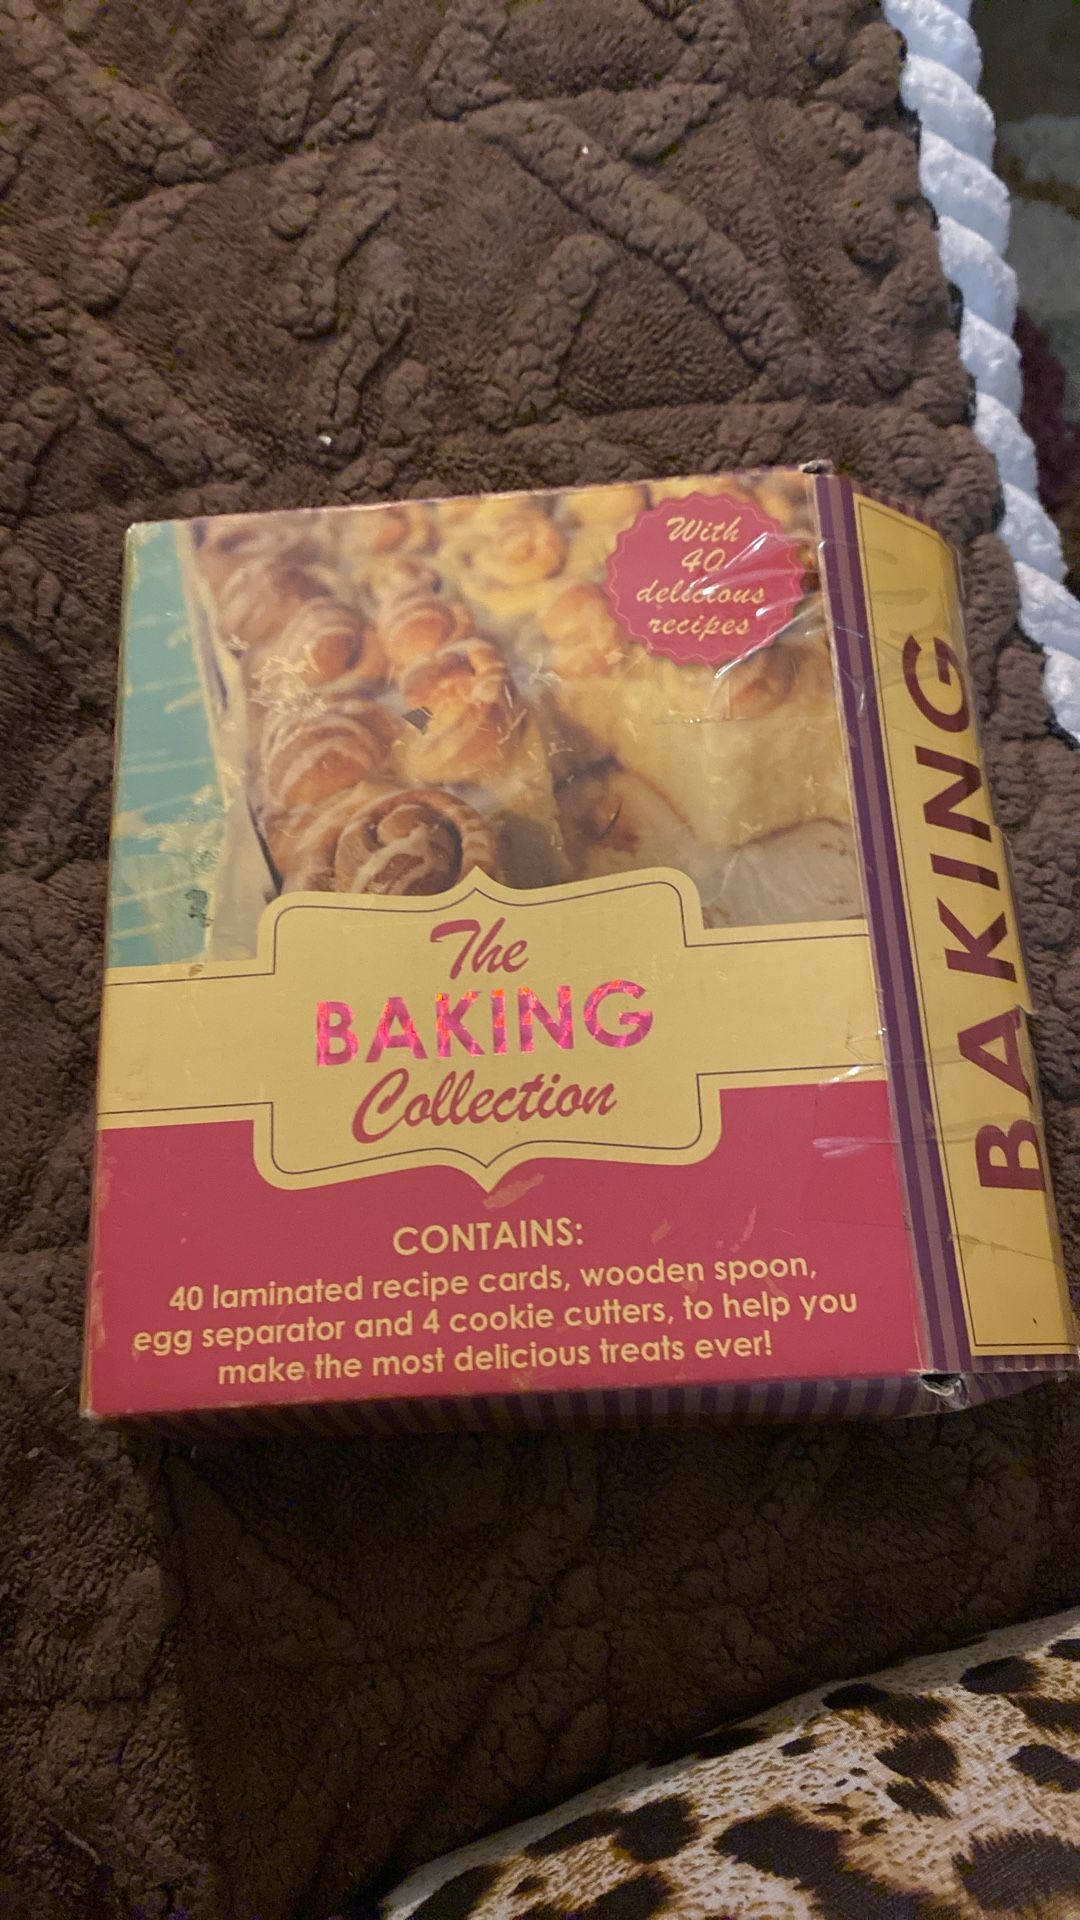 With
40
delicious
recipes
The
BAKING
Collection
CONTAINS:
40 laminated recipe cards, wooden spoon,
egg separator and 4 cookie cutters, to help you
make the most delicious treats ever!
BAKING